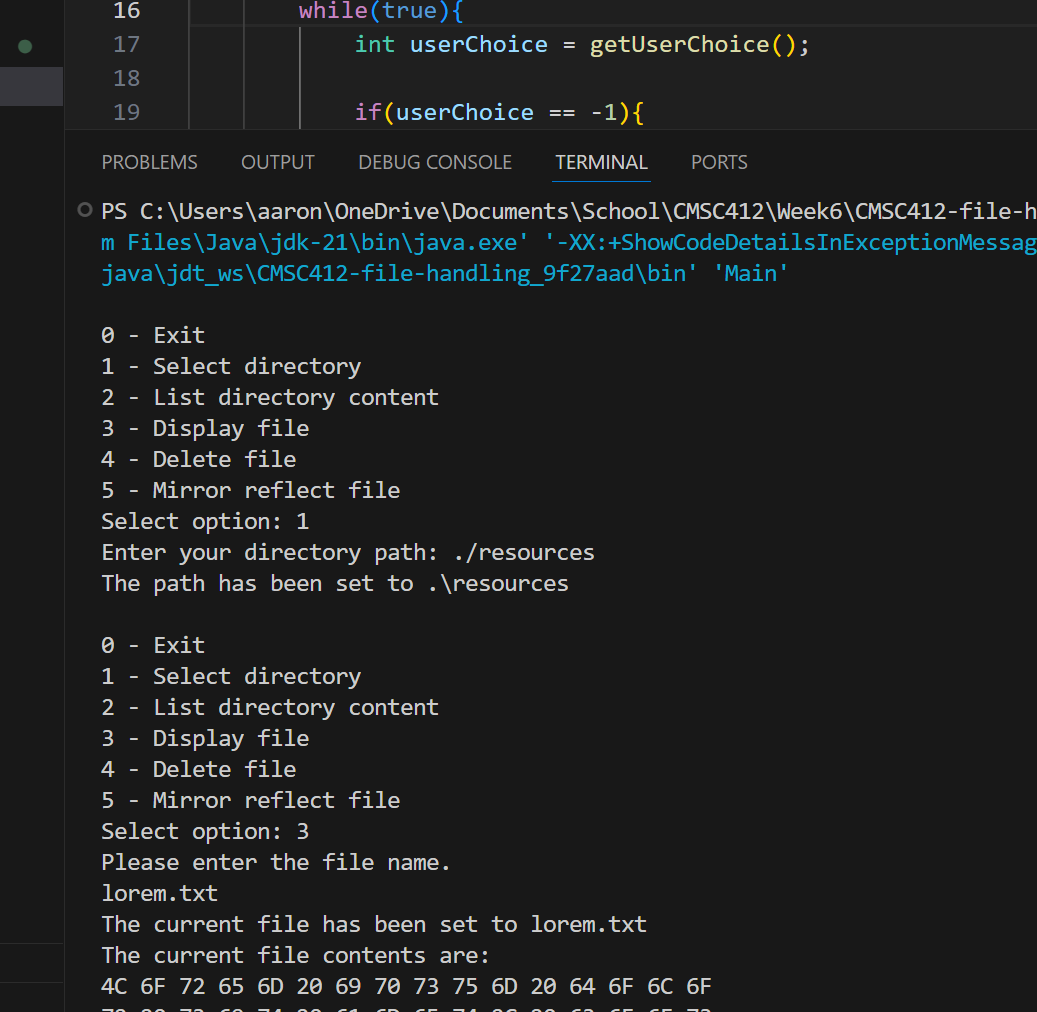 16 while(true){
17 int userChoice = getUserChoice();
18
19 if(userChoice == -1){
PROBLEMS OUTPUT DEBUG CONSOLE TERMINAL PORTS
PS C:\Users\aaron\OneDrive\Documents\School\CMSC412\Week6\CMSC412-file-h
m Files\Java\jdk-21\bin\java.exe' '-XX:+ShowCodeDetailsInExceptionMessag
java\jdt_ws\CMSC412-file-handling_9f27aad\bin' 'Main'
0 - Exit
1 - Select directory
2 - List directory content
3 - Display file
4 - Delete file
5 - Mirror reflect file
Select option: 1
Enter your directory path: ./resources
The path has been set to .\resources
0 - Exit
1 - Select directory
2 - List directory content
3 - Display file
4 - Delete file
5 - Mirror reflect file
Select option: 3
Please enter the file name.
lorem.txt
The current file has been set to lorem.txt
The current file contents are:
4C 6F 72 65 6D 20 69 70 73 75 6D 20 64 6F 6C 6F